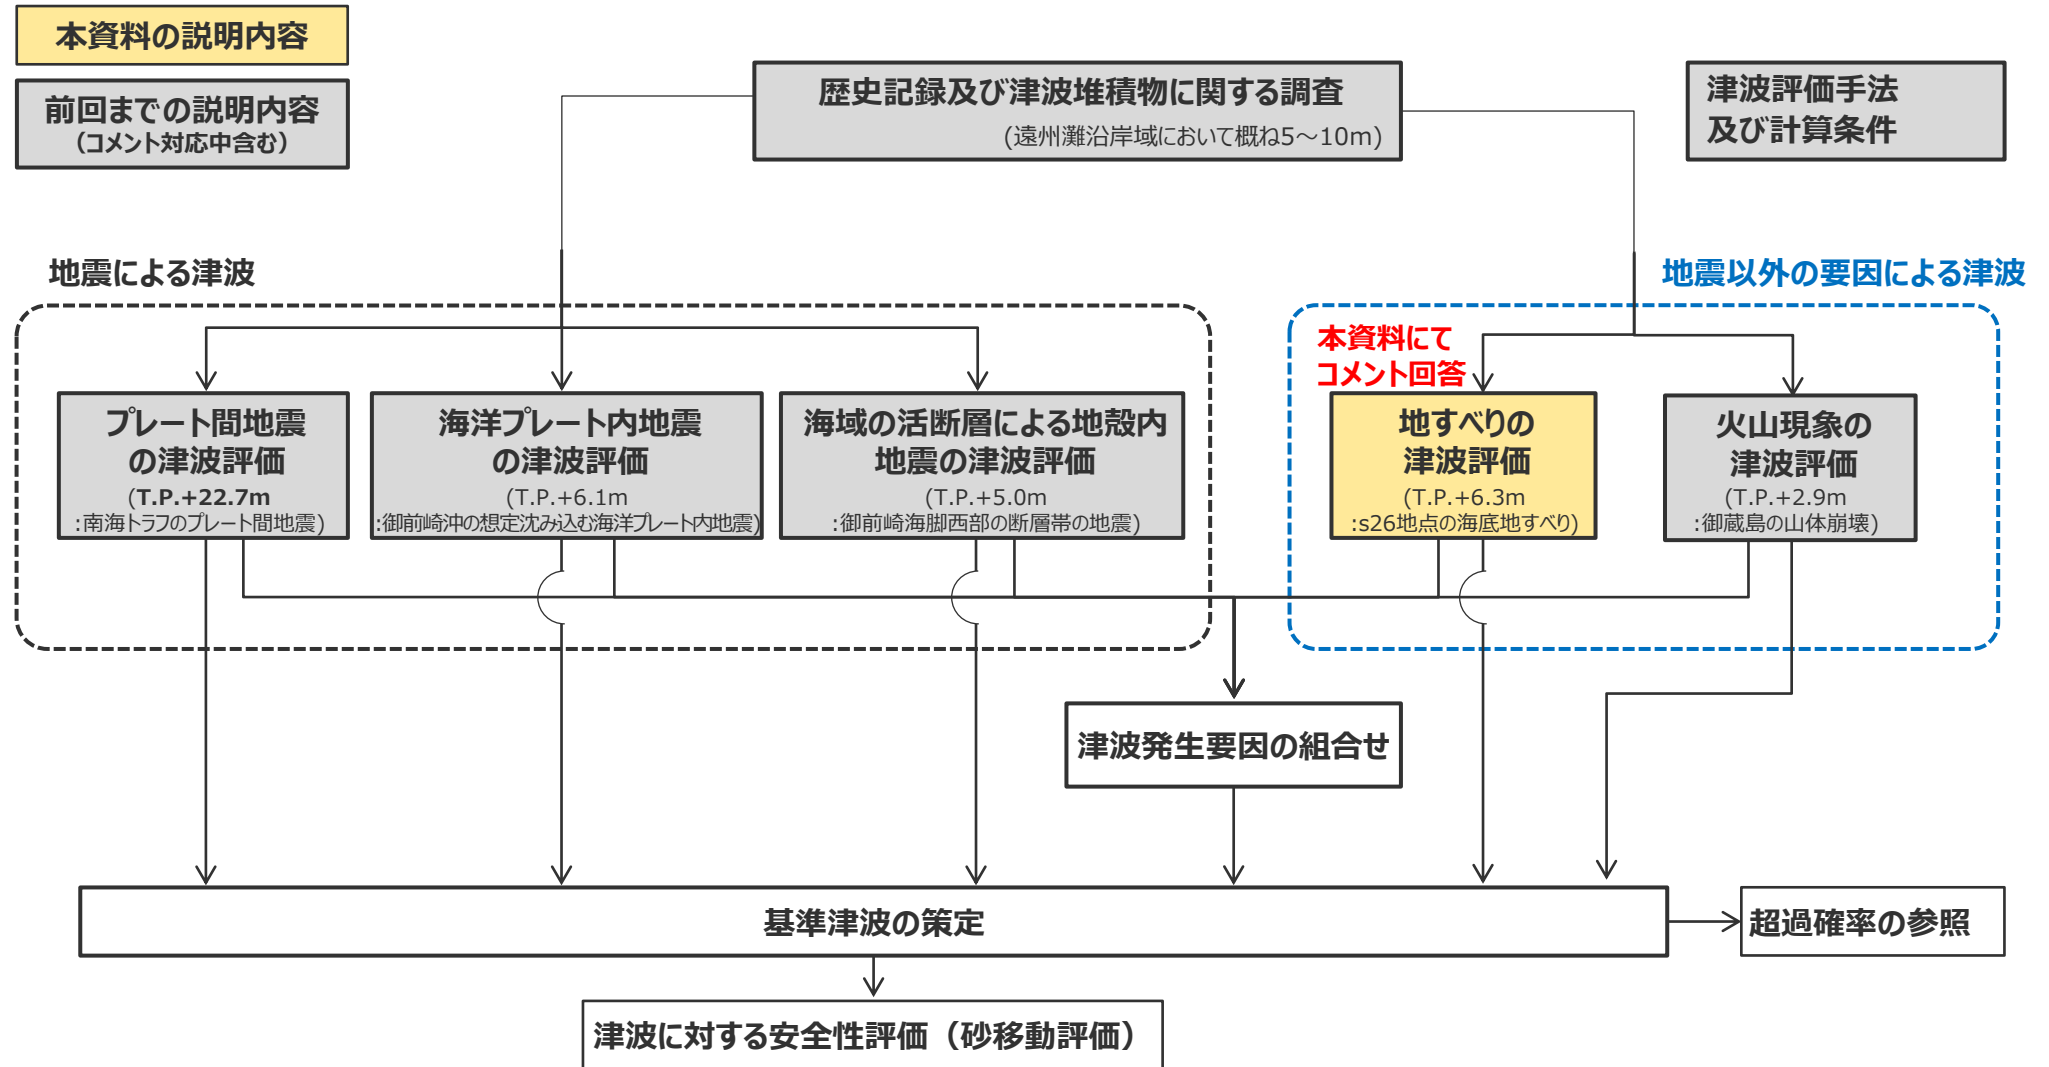 本資料の説明内容
前回までの説明内容
(コメント対応中含む)
歴史記録及び津波堆積物に関する調査
(遠州灘沿岸域において概ね5~10m)
津波評価手法
及び計算条件
地震による津波
地震以外の要因による津波
本資料にて
コメント回答
プレート間地震
の津波評価
(T.P.+22.7m
:南海トラフのプレート間地震)
海洋プレート内地震
の津波評価
(T.P.+6.1m
:御前崎沖の想定沈み込む海洋プレート内地震)
海域の活断層による地殻内
地震の津波評価
(T.P.+5.0m
:御前崎海脚西部の断層帯の地震)
地すべりの
津波評価
(T.P.+6.3m
:s26地点の海底地すべり)
火山現象の
津波評価
(T.P.+2.9m
:御蔵島の山体崩壊)
津波発生要因の組合せ
基準津波の策定
超過確率の参照
津波に対する安全性評価（砂移動評価）